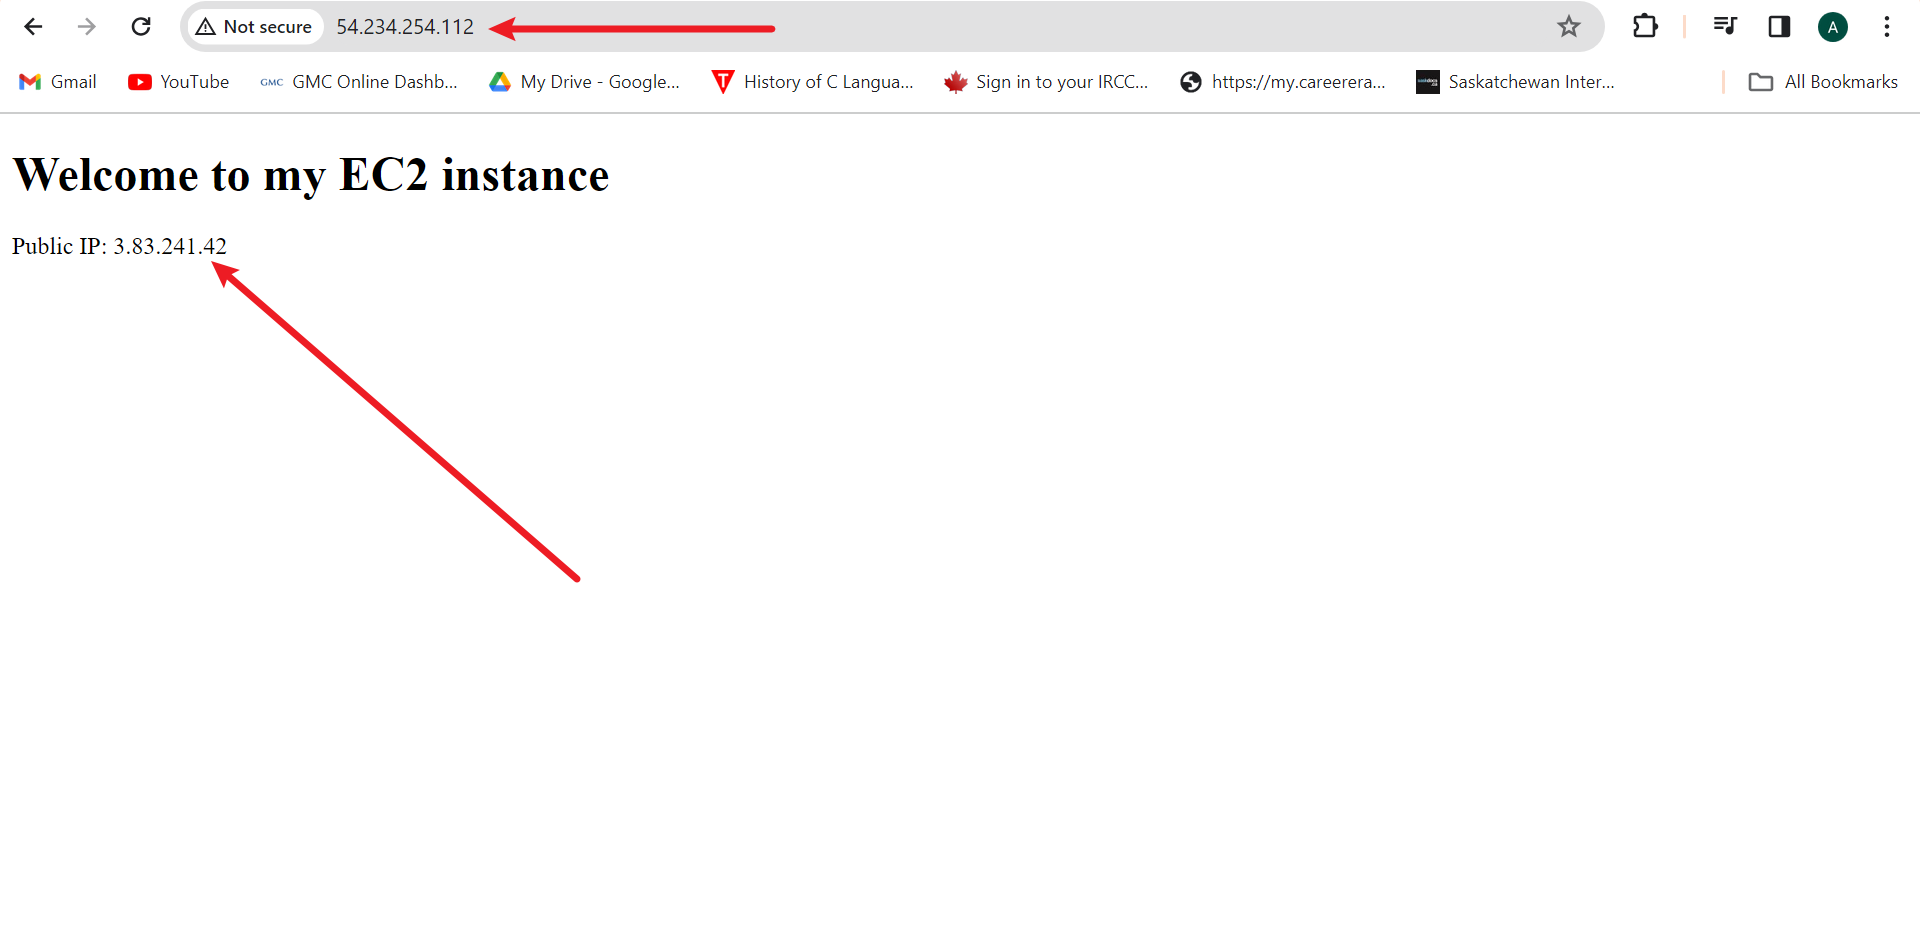 Not secure 54.234.254.112 A
Gmail YouTube GMC GMC Online Dashb... My Drive - Google... History of C Langua... Sign in to your IRCC... https://my.careerera... Saskatchewan Inter... All Bookmarks
Welcome to my EC2 instance
Public IP: 3.83.241.42